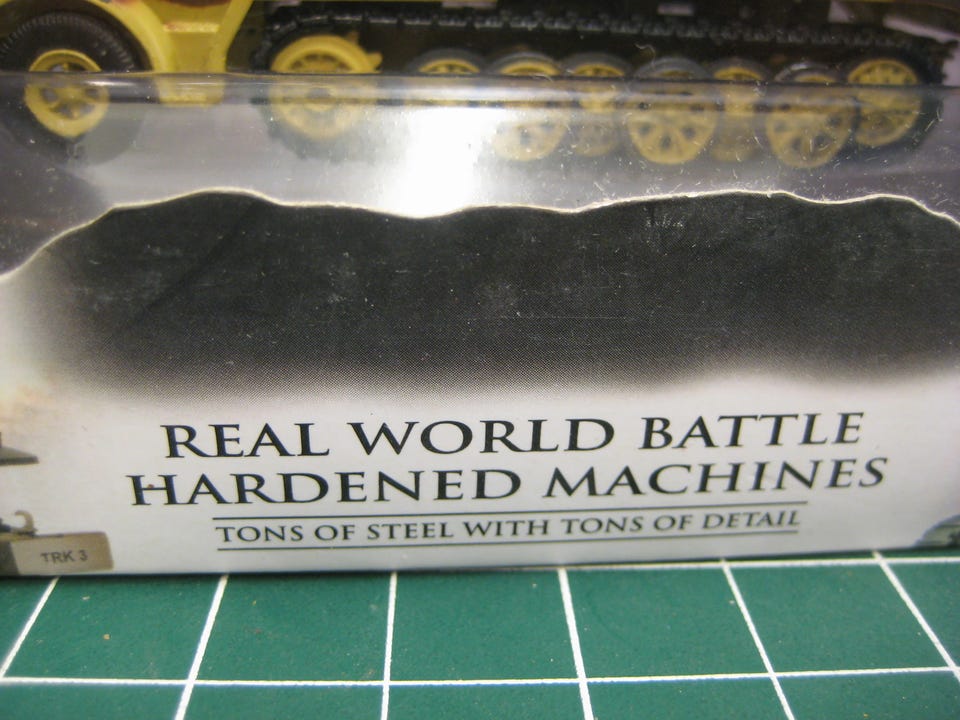 REAL WORLD BATTLE
HARDENED MACHINES
TONS OF STEEL WITH TONS OF DETAIL
TRK 3